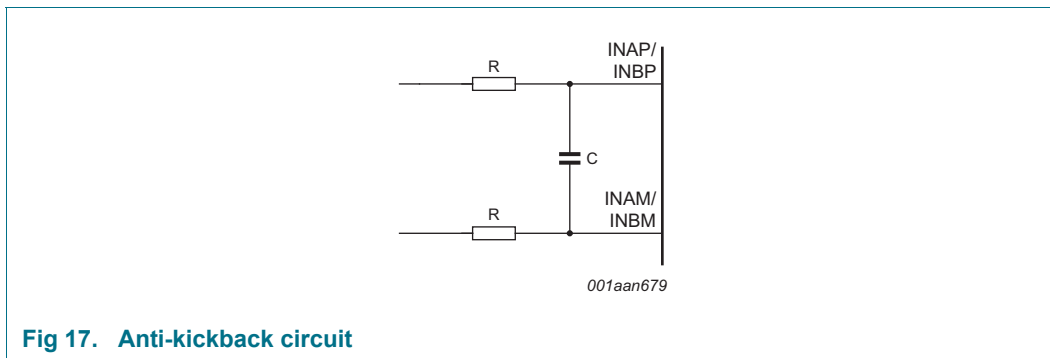 INAP/
INBP
R
C
INAM/
INBM
R
001aan679
Fig 17. Anti-kickback circuit